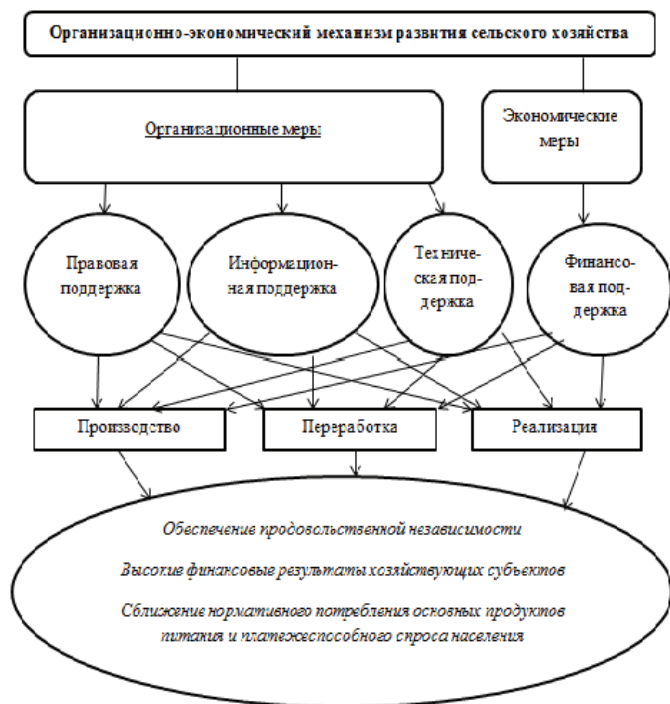 Организационно-экономический механизм развития сельского хозяйства
Организационные меры
Экономические
меры
Правовая
поддержка
Информацион-
ная поддержка
Техниче-
ская под-
держка
Финансо-
вая под-
держка
Производство
Переработка
Реализация
Обеспечение продовольственной независимости
Высокие финансовые результаты хозяйствующих субъектов
Сближение нормативного потребления основных продуктов
питания и платежеспособного спроса населения